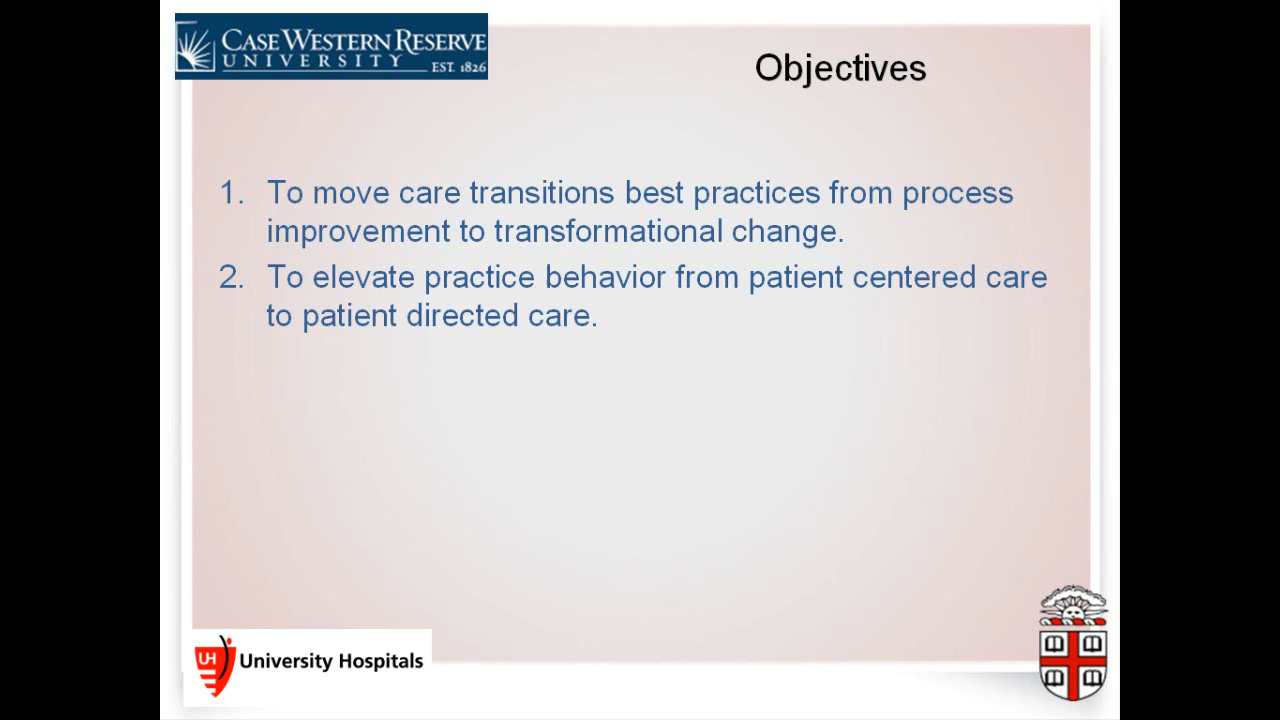 CASE WESTERN RESERVE
UNIVERSITY
EST. 1826
Objectives
1. To move care transitions best practices from process
improvement to transformational change.
2. To elevate practice behavior from patient centered care
to patient directed care.
UH
University Hospitals